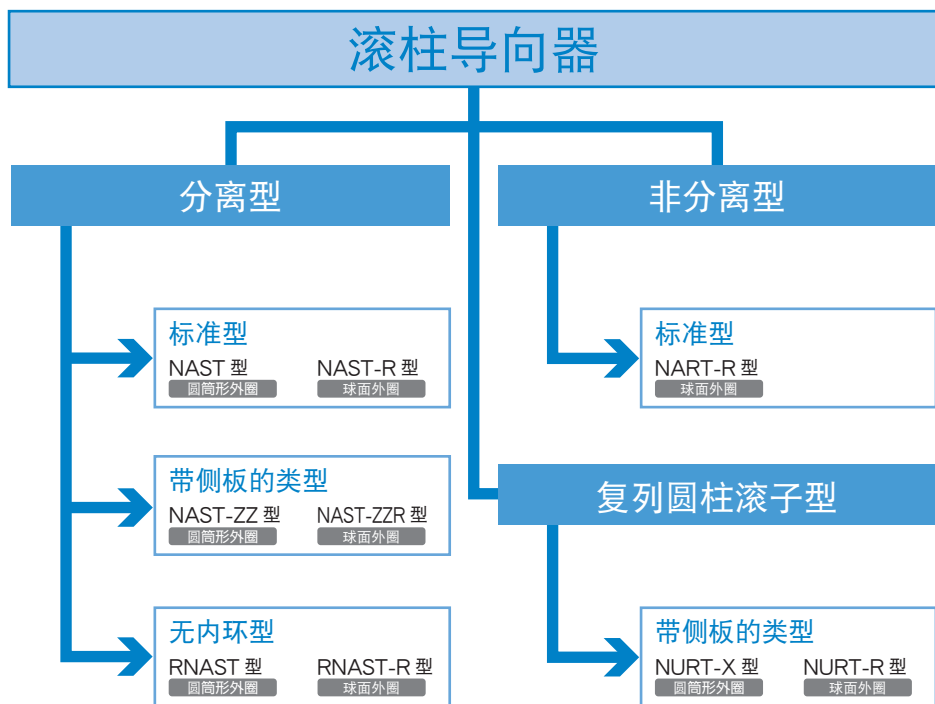 滚柱导向器
分离型
标准型
NAST 型 NAST-R 型
圆筒形外圈 球面外圈
带侧板的类型
NAST-ZZ 型 NAST-ZZR 型
圆筒形外圈 球面外圈
无内环型
RNAST 型 RNAST-R 型
圆筒形外圈 球面外圈
非分离型
标准型
NART-R 型
球面外圈
复列圆柱滚子型
带侧板的类型
NURT-X 型 NURT-R 型
圆筒形外圈 球面外圈